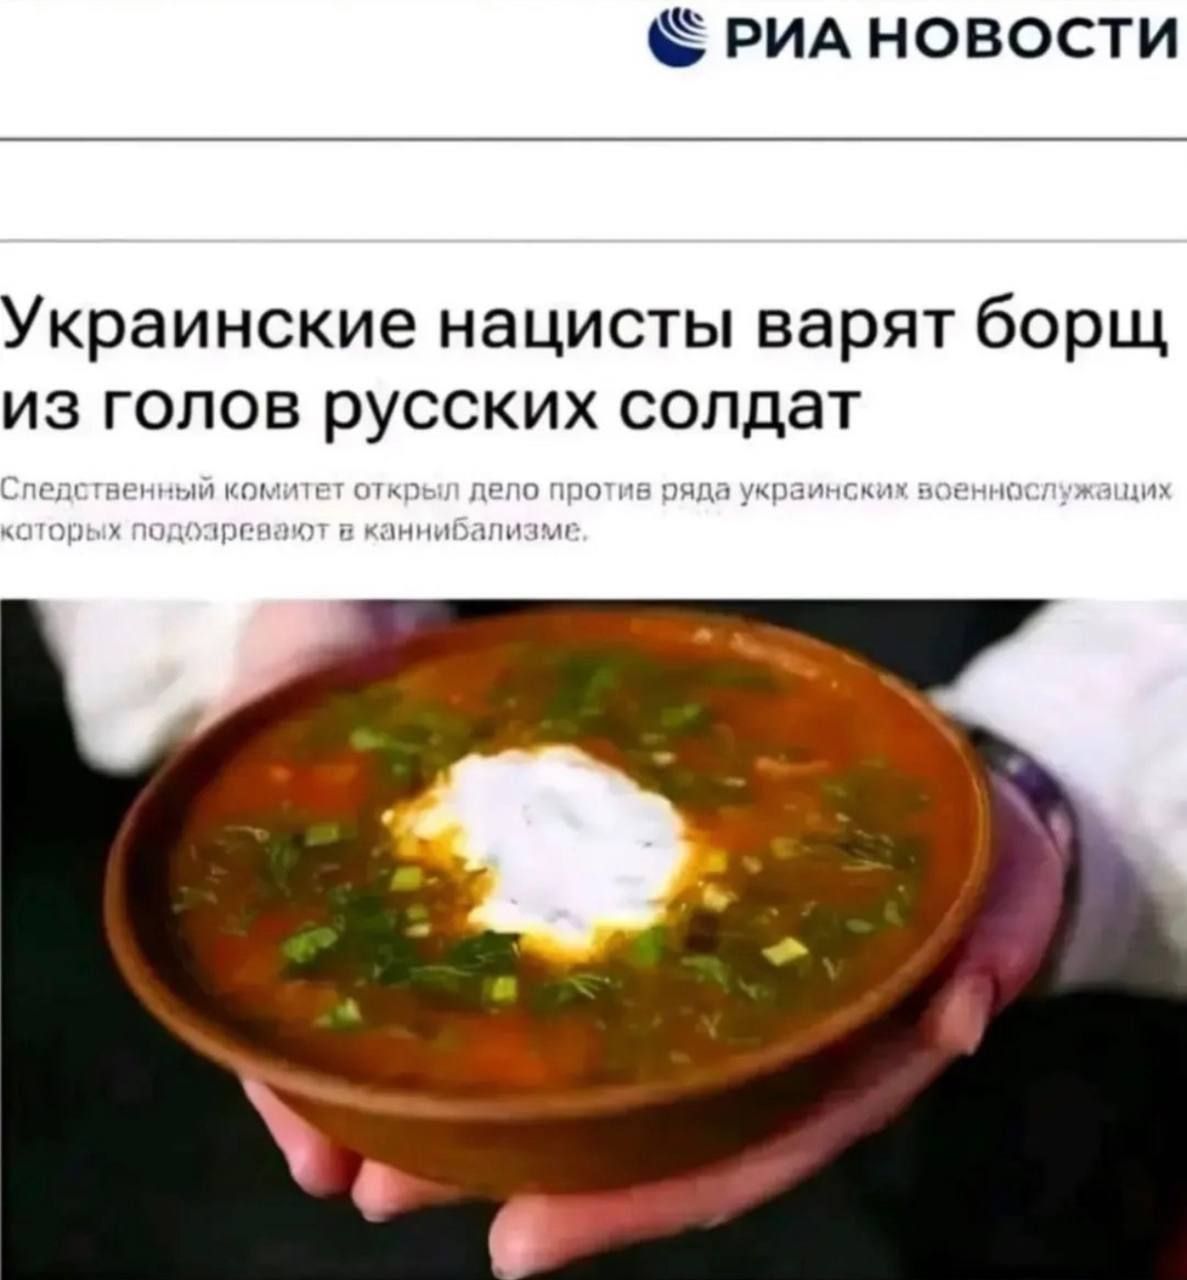 РИА НОВОСТИ
Украинские нацисты варят борщ
из голов русских солдат
Следственный комитет открыл дело против ряда украинских военнослужащих
которых подозревают в каннибализме.